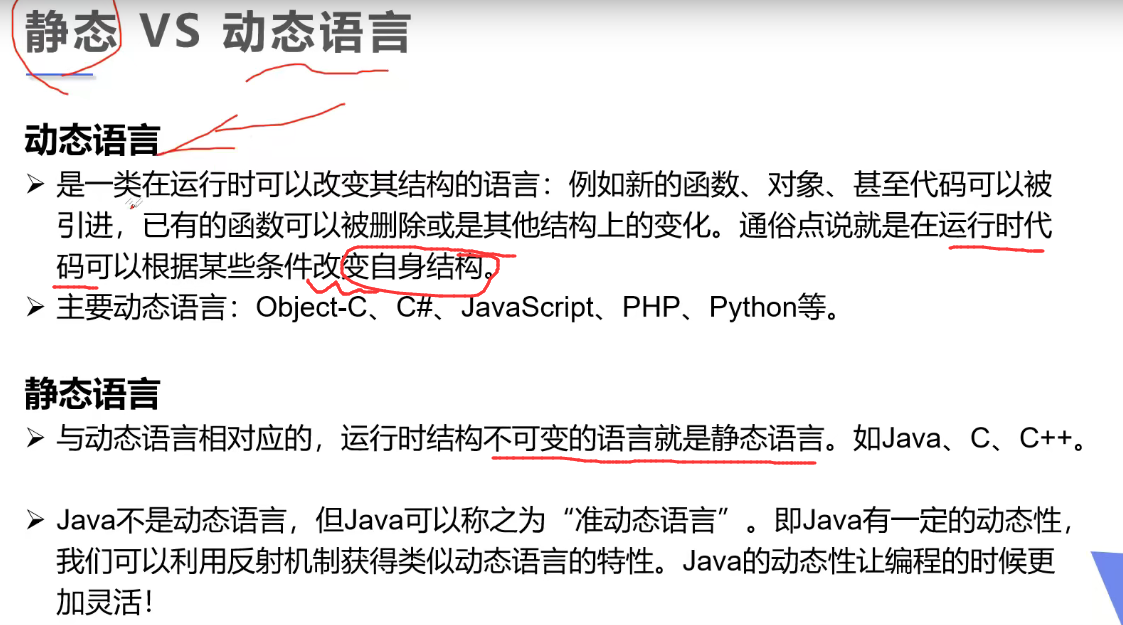 静态 VS 动态语言
动态语言
➢ 是一类在运行时可以改变其结构的语言：例如新的函数、对象、甚至代码可以被
引进，已有的函数可以被删除或是其他结构上的变化。通俗点说就是在运行时代
码可以根据某些条件改变自身结构。
➢ 主要动态语言：Object-C、C#、JavaScript、PHP、Python等。
静态语言
➢ 与动态语言相对应的，运行时结构不可变的语言就是静态语言。如Java、C、C++。
➢ Java不是动态语言，但Java可以称之为“准动态语言”。即Java有一定的动态性，
我们可以利用反射机制获得类似动态语言的特性。Java的动态性让编程的时候更
加灵活！